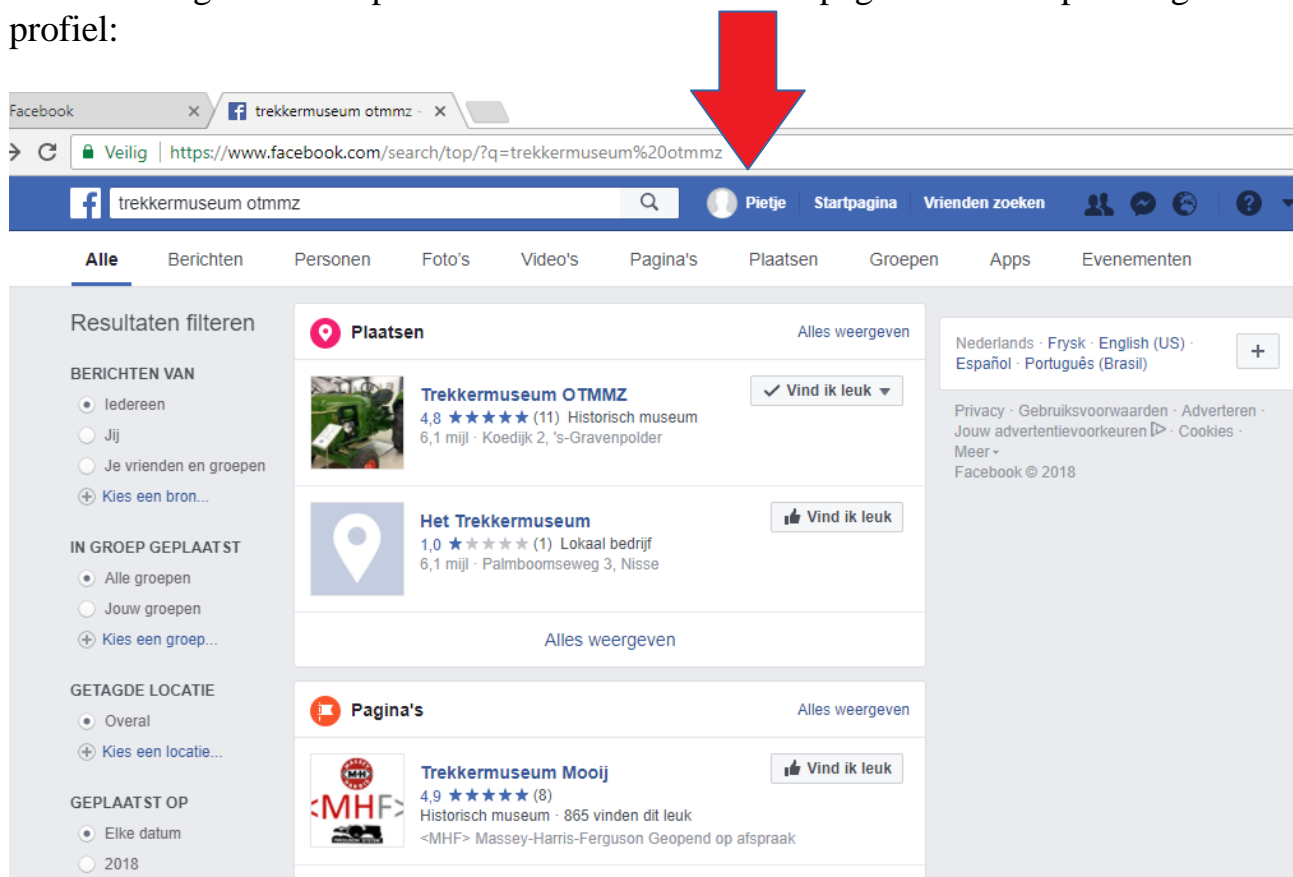 profiel:
Facebook
trekkermuseum otmmz -
Veilig | https://www.facebook.com/search/top/?q=trekkermuseum%20otmmz
trekkermuseum otmmz
Pietje Startpagina Vrienden zoeken
Alle Berichten Personen Foto's Video's Pagina's Plaatsen Groepen Apps Evenementen
Resultaten filteren
BERICHTEN VAN
Iedereen
Jij
Je vrienden en groepen
Kies een bron...
IN GROEP GEPLAATST
Alle groepen
Jouw groepen
Kies een groep...
GETAGDE LOCATIE
Overal
Kies een locatie...
GEPLAATST OP
Elke datum
2018
Plaatsen Alles weergeven
Trekkermuseum OTMMZ
Vind ik leuk
4,8 ★★★★★ (11) Historisch museum
6,1 mijl · Koedijk 2, 's-Gravenpolder
Het Trekkermuseum
Vind ik leuk
1,0 ★★★★★ (1) Lokaal bedrijf
6,1 mijl · Palmboomseweg 3, Nisse
Alles weergeven
Pagina's Alles weergeven
Trekkermuseum Mooij
Vind ik leuk
4,9 ★★★★★ (8)
Historisch museum · 865 vinden dit leuk
<MHF> Massey-Harris-Ferguson Geopend op afspraak
M-H
<MHF>
Nederlands · Frysk · English (US) ·
Español · Português (Brasil)
Privacy · Gebruiksvoorwaarden · Adverteren ·
Jouw advertentievoorkeuren · Cookies ·
Meer
Facebook © 2018